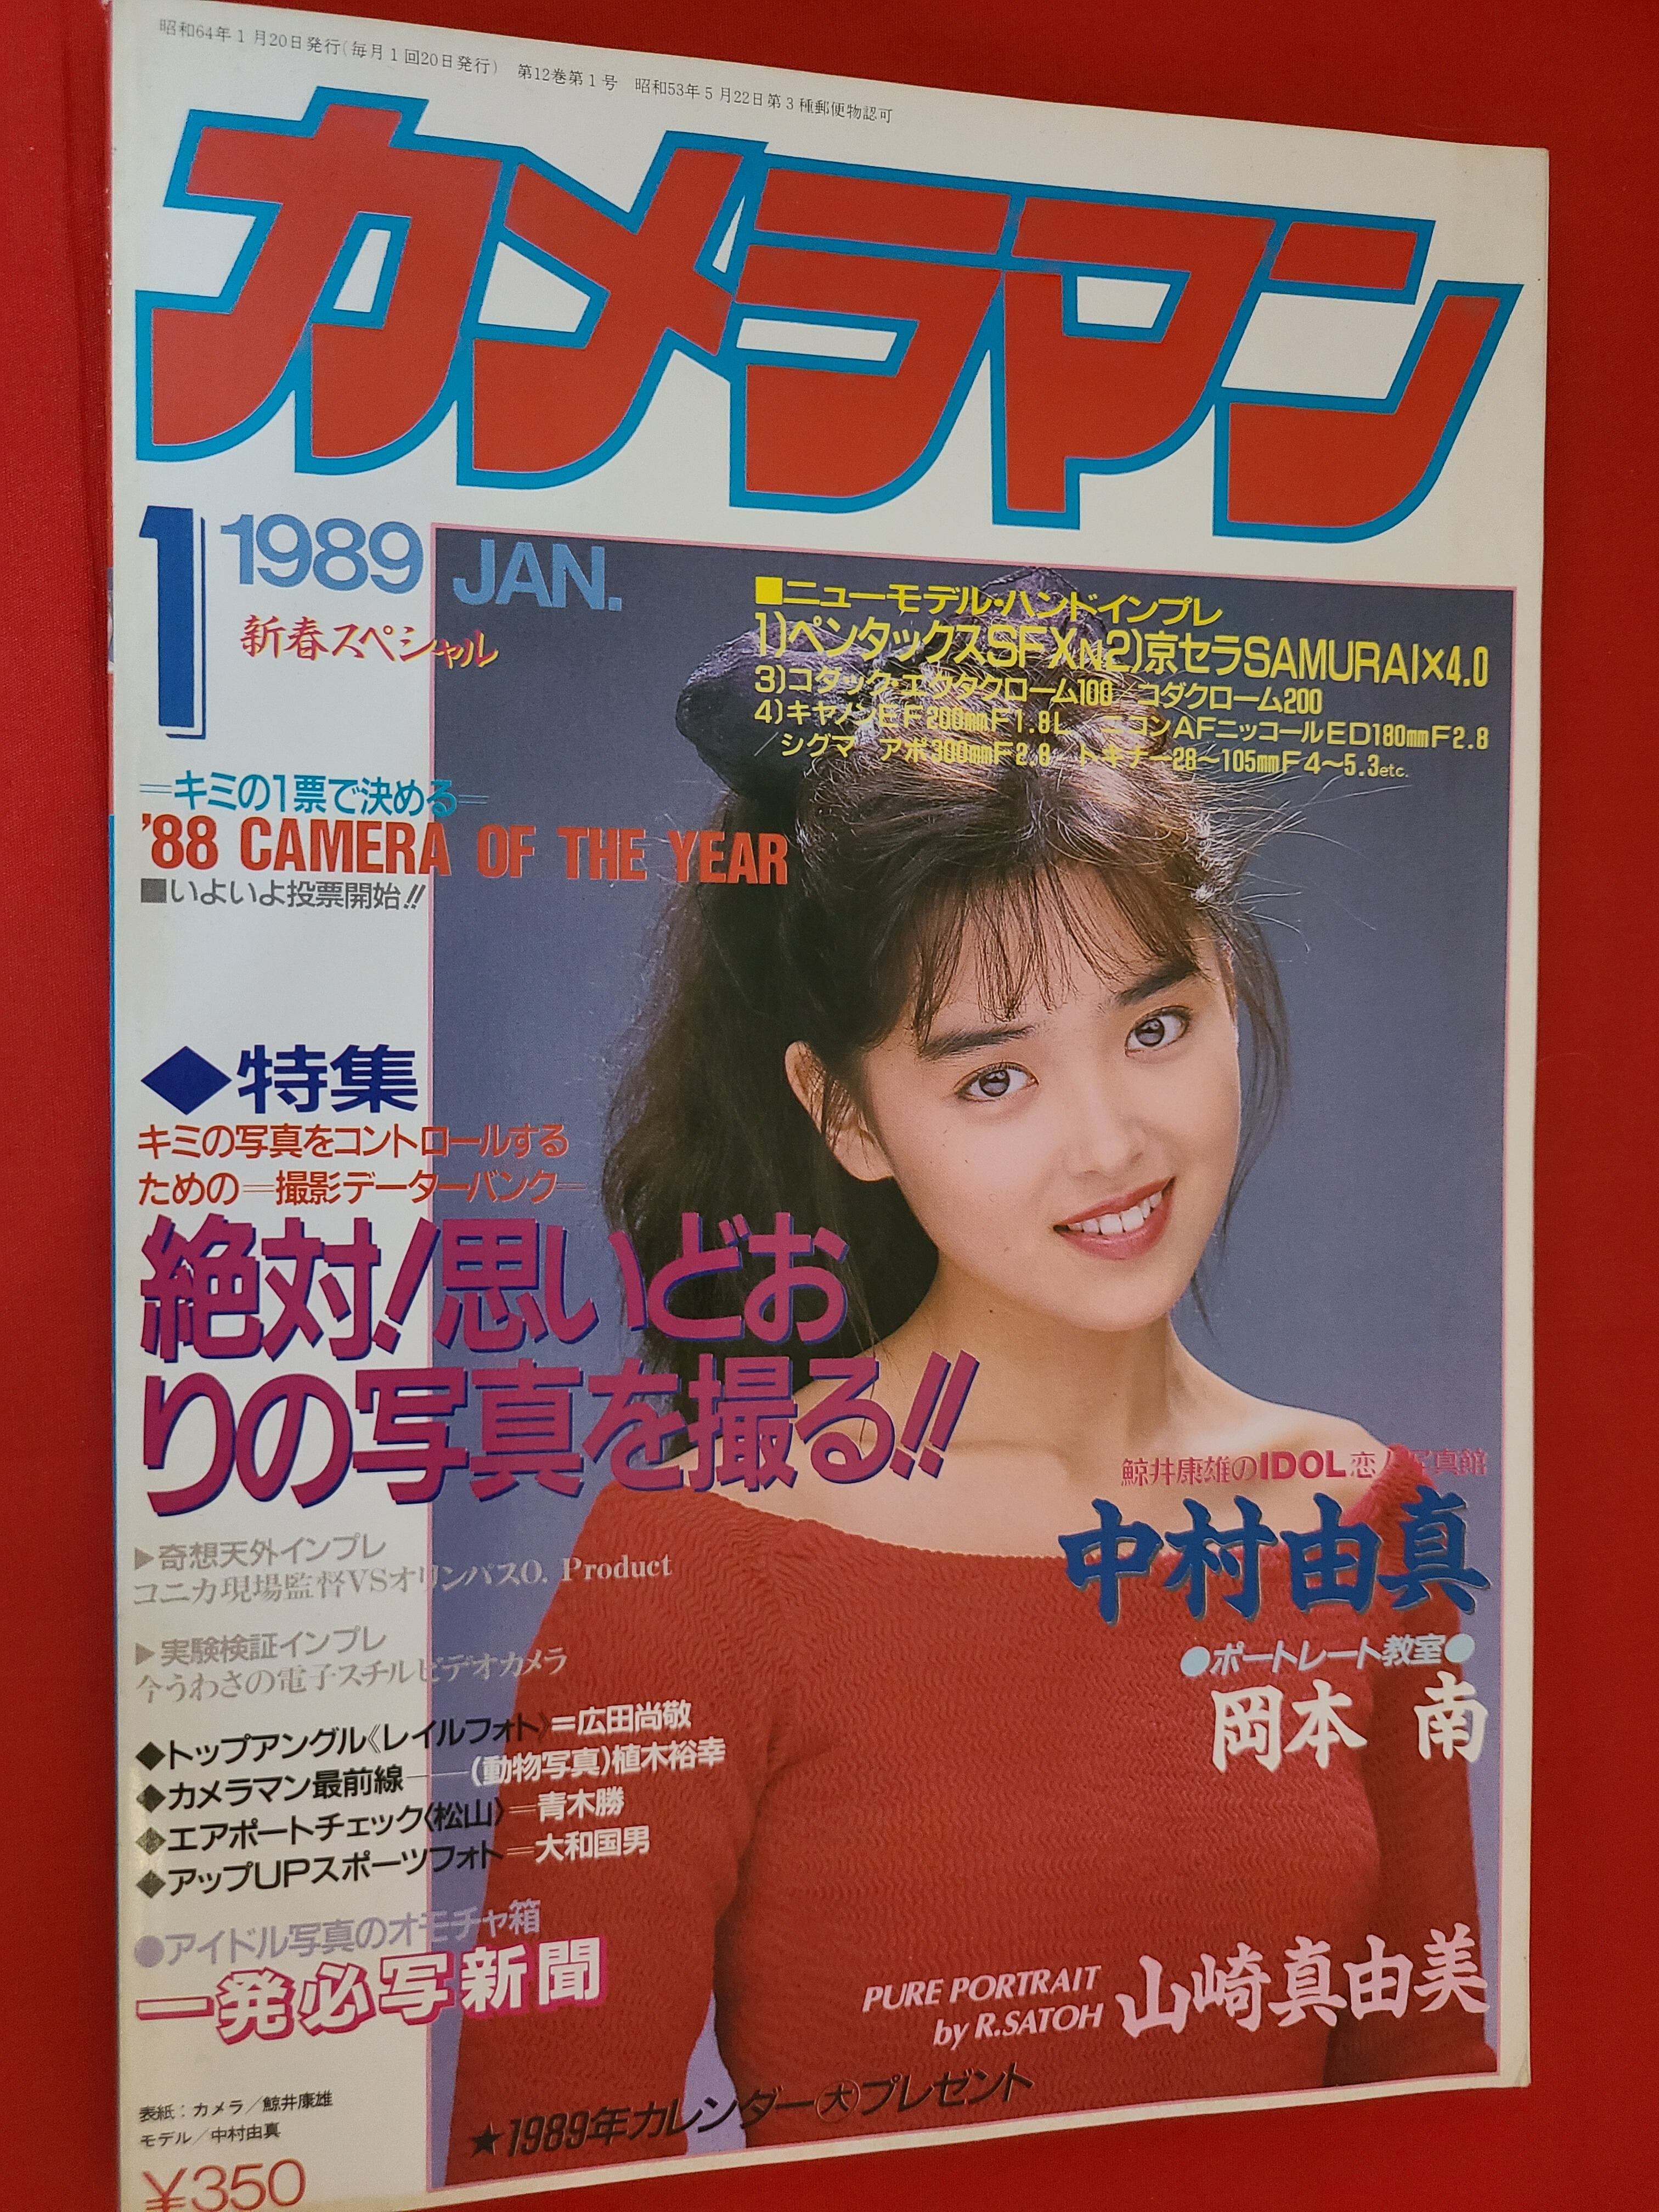 昭和64年1月20日発行(毎月1回20日発行) 第12巻第1号 昭和53年5月22日第3種郵便物認可
カメラマン
1 1989 JAN.
新春スペシャル
■ニューモデル・ハンドインプレ
1)ペンタックスSFXN2)京セラSAMURAI×4.0
3)コダック・エクタクローム100 コダクローム200
4)キヤノンEF200mmF1.8L ニコンAFニッコールED180mmF2.8
シグマ アポ300mmF2.8 トキナー28〜105mmF4〜5.3etc.
=キミの1票で決める=
'88 CAMERA OF THE YEAR
■いよいよ投票開始!!
◆特集
キミの写真をコントロールする
ための=撮影データーバンク=
絶対!思いどお
りの写真を撮る!!
鯨井康雄のIDOL恋人写真館
中村由真
▶奇想天外インプレ
コニカ現場監督VSオリンパスO. Product
▶実験検証インプレ
今うわさの電子スチルビデオカメラ
●ポートレート教室●
岡本 南
◆トップアングル《レイルフォト》=広田尚敬
◆カメラマン最前線──(動物写真)植木裕幸
◆エアポートチェック〈松山〉=青木勝
◆アップUPスポーツフォト=大和国男
●アイドル写真のオモチャ箱
一発必写新聞
PURE PORTRAIT
by R.SATOH
山崎真由美
★1989年カレンダー㊅プレゼント
表紙:カメラ/鯨井康雄
モデル/中村由真
¥350